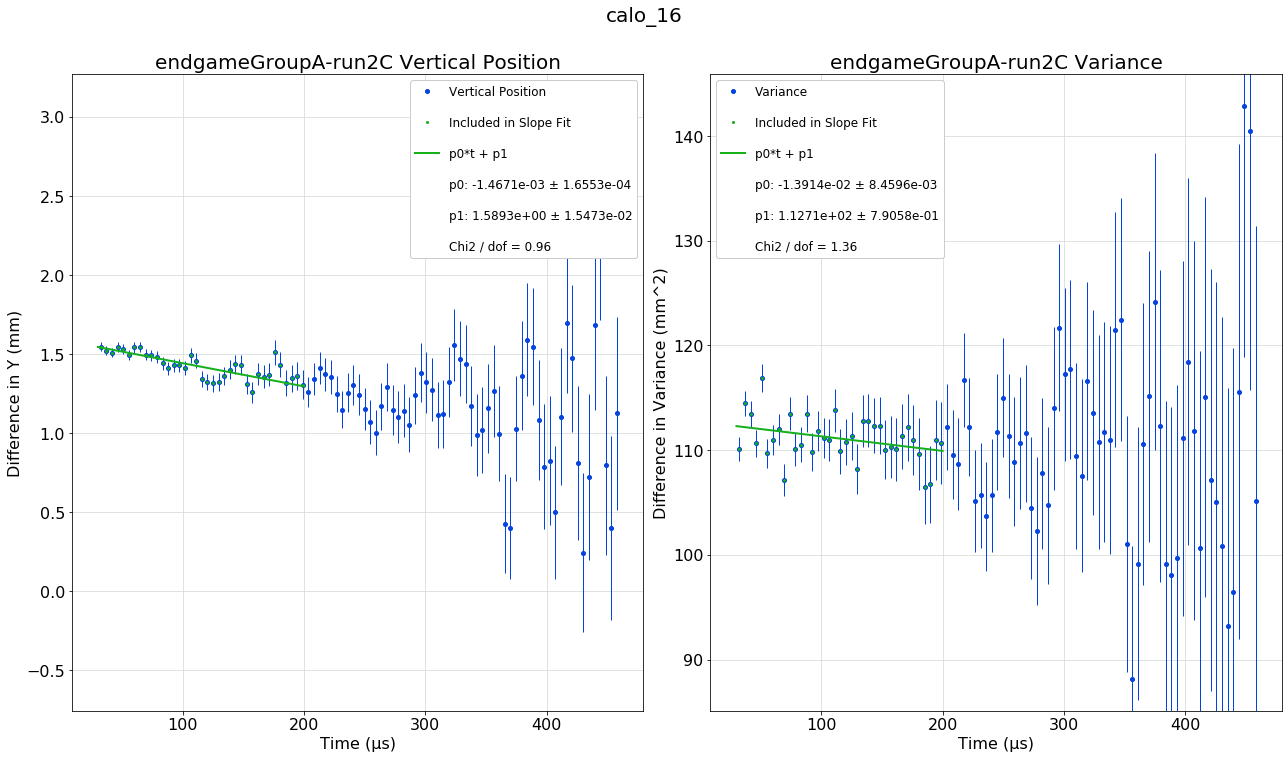 calo_16
endgameGroupA-run2C Vertical Position
Difference in Y (mm)
3.0
2.5
2.0
1.5
1.0
0.5
0.0
−0.5
Vertical Position
Included in Slope Fit
p0*t + p1
p0: -1.4671e-03 ± 1.6553e-04
p1: 1.5893e+00 ± 1.5473e-02
Chi2 / dof = 0.96
100 200 300 400
Time (µs)
endgameGroupA-run2C Variance
Difference in Variance (mm^2)
140
130
120
110
100
90
Variance
Included in Slope Fit
p0*t + p1
p0: -1.3914e-02 ± 8.4596e-03
p1: 1.1271e+02 ± 7.9058e-01
Chi2 / dof = 1.36
100 200 300 400
Time (µs)